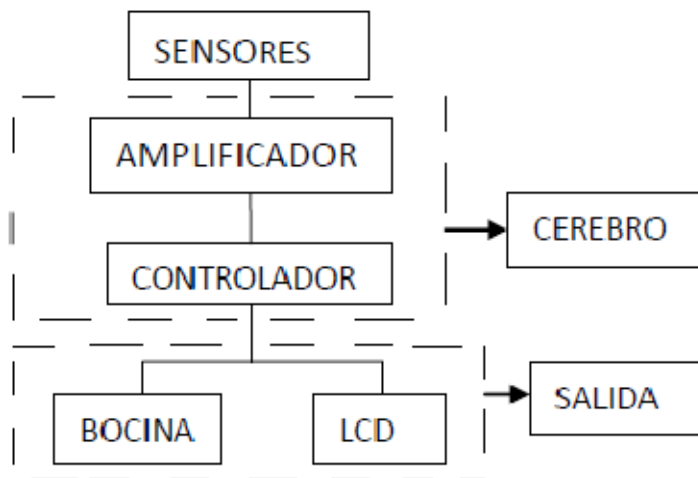 SENSORES
AMPLIFICADOR
CEREBRO
CONTROLADOR
SALIDA
BOCINA
LCD